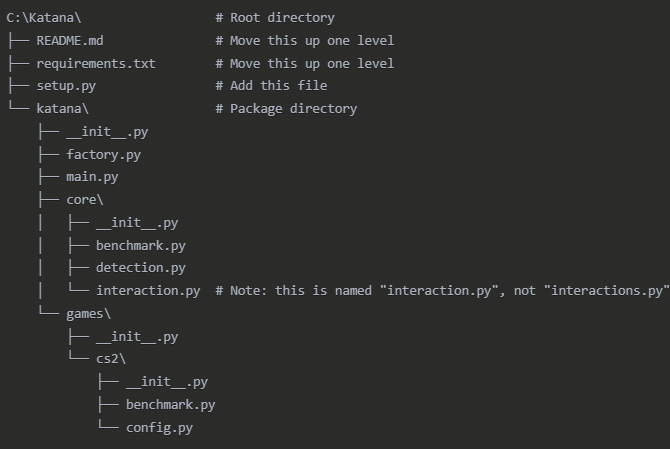 C:\Katana\                  # Root directory
├── README.md               # Move this up one level
├── requirements.txt        # Move this up one level
├── setup.py                # Add this file
└── katana\                 # Package directory
    ├── __init__.py
    ├── factory.py
    ├── main.py
    ├── core\
    │   ├── __init__.py
    │   ├── benchmark.py
    │   ├── detection.py
    │   └── interaction.py  # Note: this is named "interaction.py", not "interactions.py"
    └── games\
        ├── __init__.py
        └── cs2\
            ├── __init__.py
            ├── benchmark.py
            └── config.py